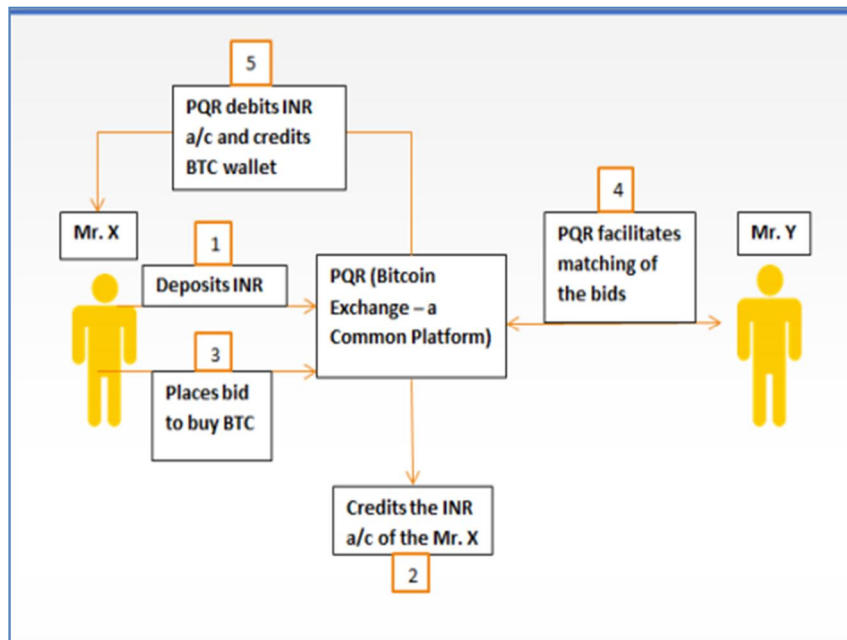 5
PQR debits INR
a/c and credits
BTC wallet
4
Mr. X
1
PQR facilitates
matching of
the bids
Mr. Y
Deposits INR
PQR (Bitcoin
Exchange – a
Common Platform)
3
Places bid
to buy BTC
Credits the INR
a/c of the Mr. X
2